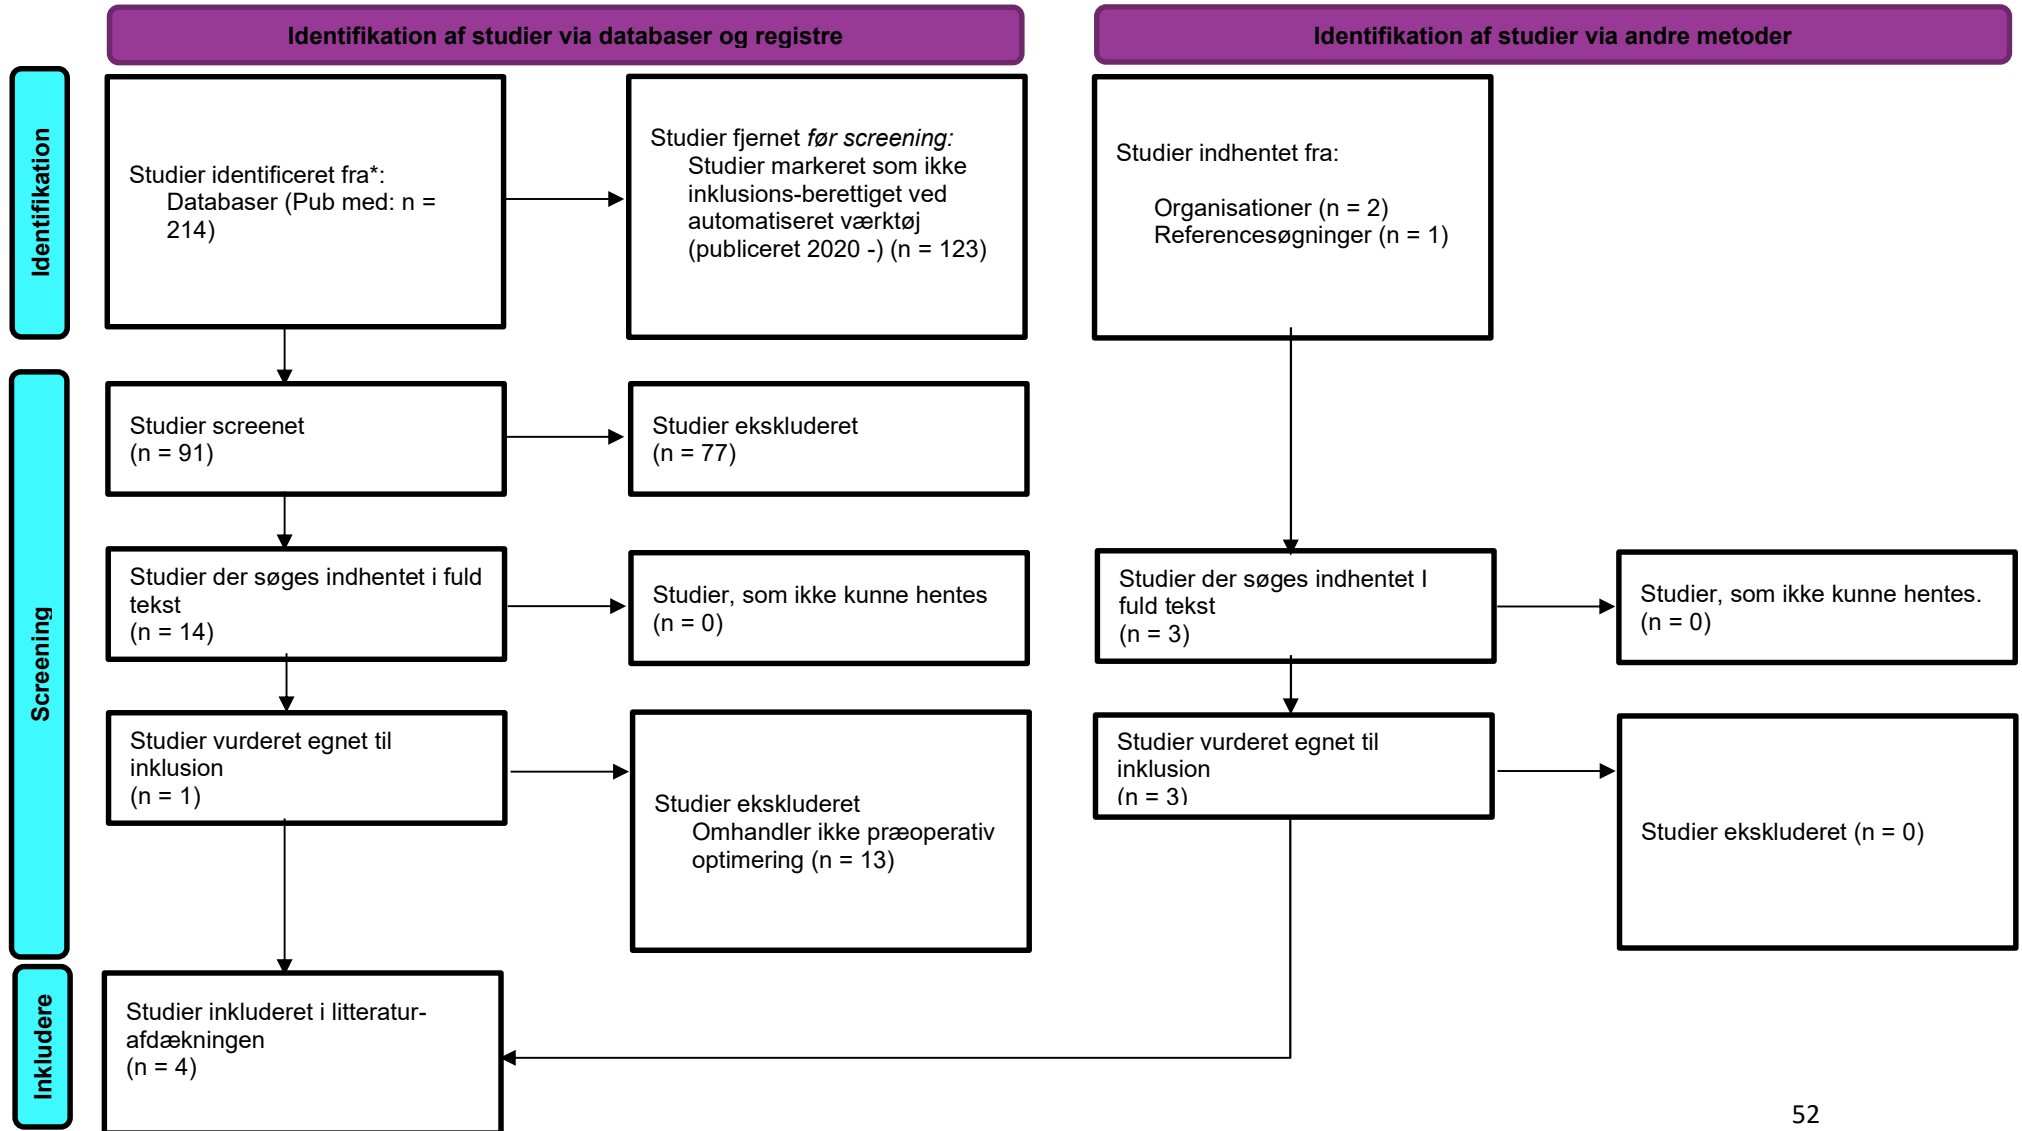 Identifikation af studier via databaser og registre
Identifikation af studier via andre metoder
Identifikation
Studier identificeret fra*:
Databaser (Pub med: n =
214)
Studier fjernet før screening:
Studier markeret som ikke
inklusions-berettiget ved
automatiseret værktøj
(publiceret 2020 -) (n = 123)
Studier indhentet fra:
Organisationer (n = 2)
Referencesøgninger (n = 1)
Screening
Studier screenet
(n = 91)
Studier ekskluderet
(n = 77)
Studier der søges indhentet i fuld
tekst
(n = 14)
Studier, som ikke kunne hentes
(n = 0)
Studier der søges indhentet I
fuld tekst
(n = 3)
Studier, som ikke kunne hentes.
(n = 0)
Studier vurderet egnet til
inklusion
(n = 1)
Studier ekskluderet
Omhandler ikke præoperativ
optimering (n = 13)
Studier vurderet egnet til
inklusion
(n = 3)
Studier ekskluderet (n = 0)
Inkludere
Studier inkluderet i litteratur-
afdækningen
(n = 4)
52